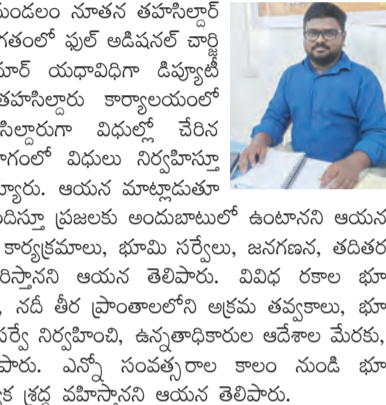 మండలం నూతన తహసిల్దార్
గతంలో ఫుల్ అడిషనల్ చార్జి
మార్ యధావిధిగా డిప్యూటీ
తహసిల్దారు కార్యాలయంలో
సిల్దారుగా విధుల్లో చేరిన
భాగంలో విధులు నిర్వహిస్తూ
య్యారు. ఆయన మాట్లాడుతూ
ందిస్తూ ప్రజలకు అందుబాటులో ఉంటానని ఆయన
కార్యక్రమాలు, భూమి సర్వేలు, జనగణన, తదితర
రిస్తానని ఆయన తెలిపారు. వివిధ రకాల భూ
, నదీ తీర ప్రాంతాలలోని అక్రమ తవ్వకాలు, భూ
సర్వే నిర్వహించి, ఉన్నతాధికారుల ఆదేశాల మేరకు,
పారు. ఎన్నో సంవత్సరాల కాలం నుండి భూ
క శ్రద్ధ వహిస్తానని ఆయన తెలిపారు.